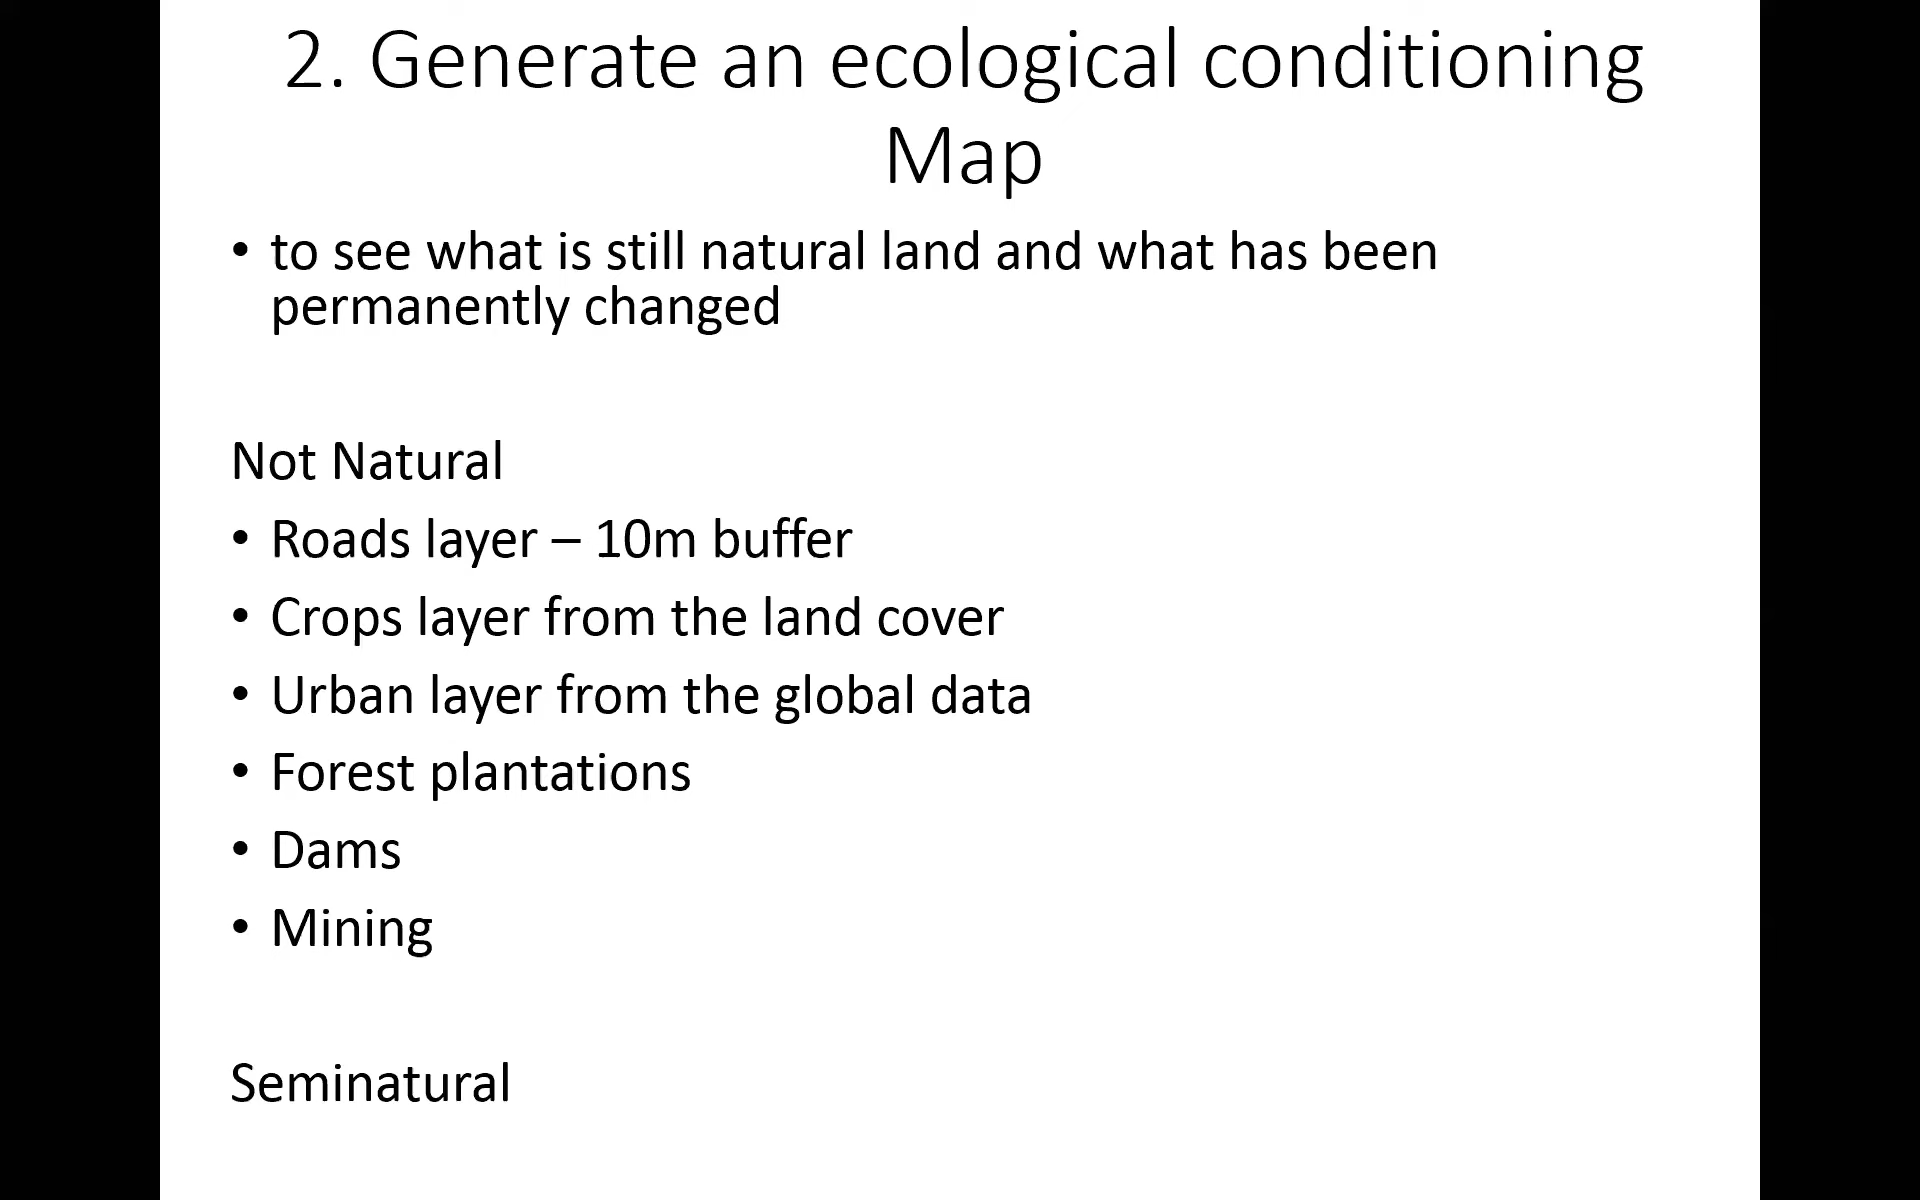 2. Generate an ecological conditioning
Map
• to see what is still natural land and what has been
permanently changed
Not Natural
• Roads layer – 10m buffer
• Crops layer from the land cover
• Urban layer from the global data
• Forest plantations
• Dams
• Mining
Seminatural